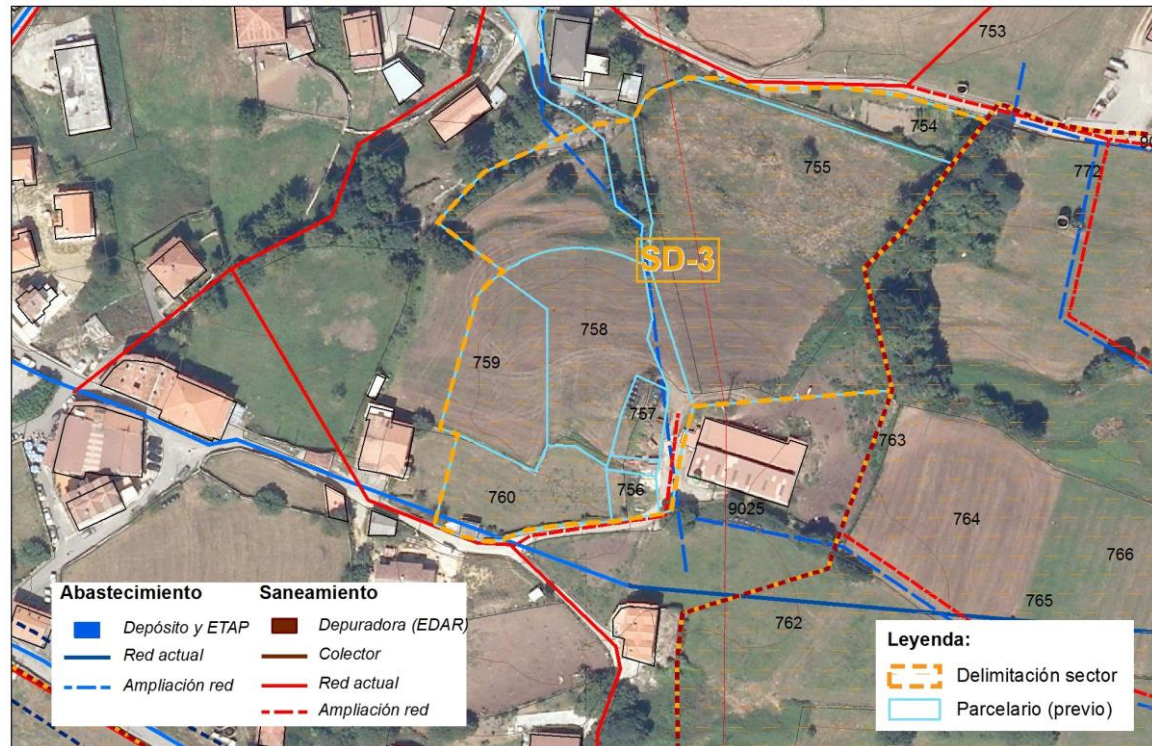 753
754
90
772
755
SD-3
758
759
757
763
760
756
9025
764
766
765
762
Abastecimiento
Depósito y ETAP
Red actual
Ampliación red
Saneamiento
Depuradora (EDAR)
Colector
Red actual
Ampliación red
Leyenda:
Delimitación sector
Parcelario (previo)